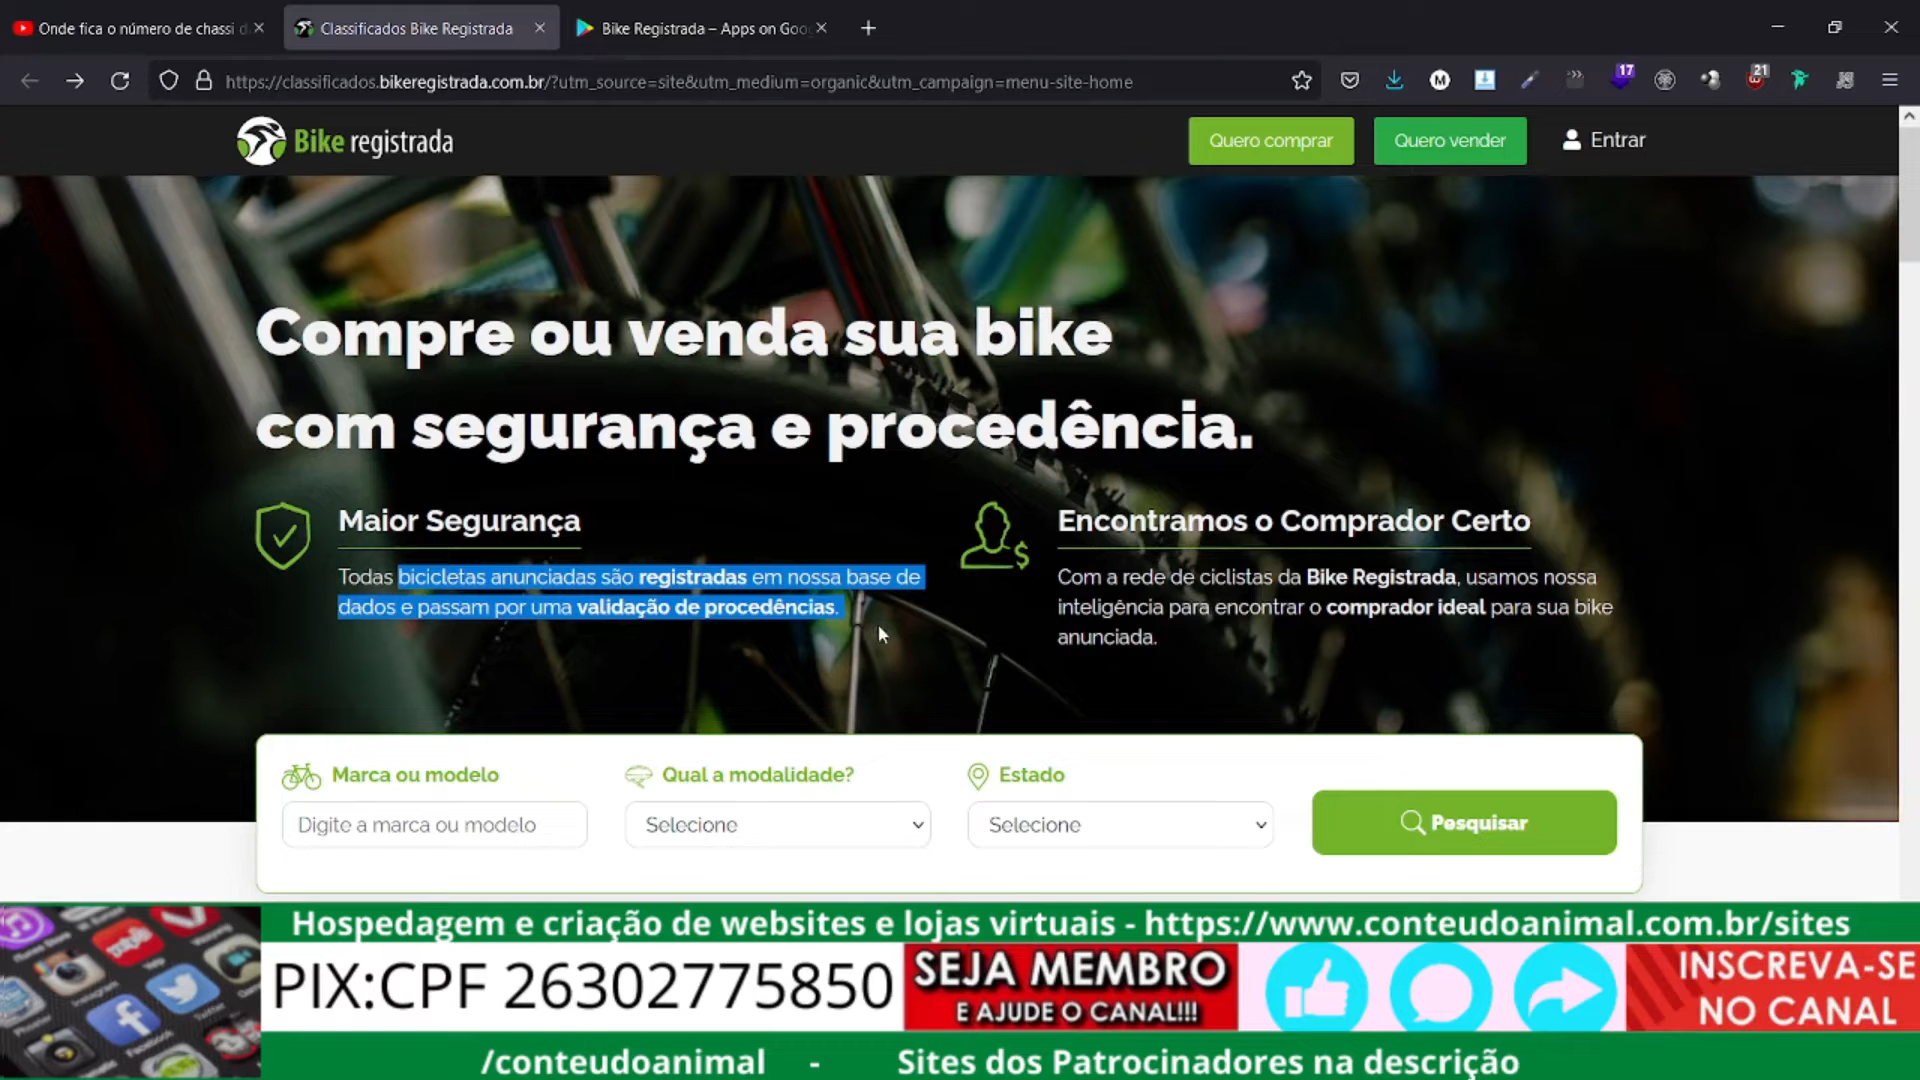 Onde fica o número de chassi d
Classificados Bike Registrada
Bike Registrada – Apps on Goo
https://classificados.bikeregistrada.com.br/?utm_source=site&utm_medium=organic&utm_campaign=menu-site-home
17
21
Bike registrada
Quero comprar
Quero vender
Entrar
Compre ou venda sua bike
com segurança e procedência.
Maior Segurança
Todas bicicletas anunciadas são registradas em nossa base de
dados e passam por uma validação de procedências.
Encontramos o Comprador Certo
Com a rede de ciclistas da Bike Registrada, usamos nossa
inteligência para encontrar o comprador ideal para sua bike
anunciada.
Marca ou modelo
Digite a marca ou modelo
Qual a modalidade?
Selecione
Estado
Selecione
Pesquisar
Hospedagem e criação de websites e lojas virtuais - https://www.conteudoanimal.com.br/sites
PIX:CPF 26302775850
SEJA MEMBRO
E AJUDE O CANAL!!!
INSCREVA-SE
NO CANAL
/conteudoanimal - Sites dos Patrocinadores na descrição